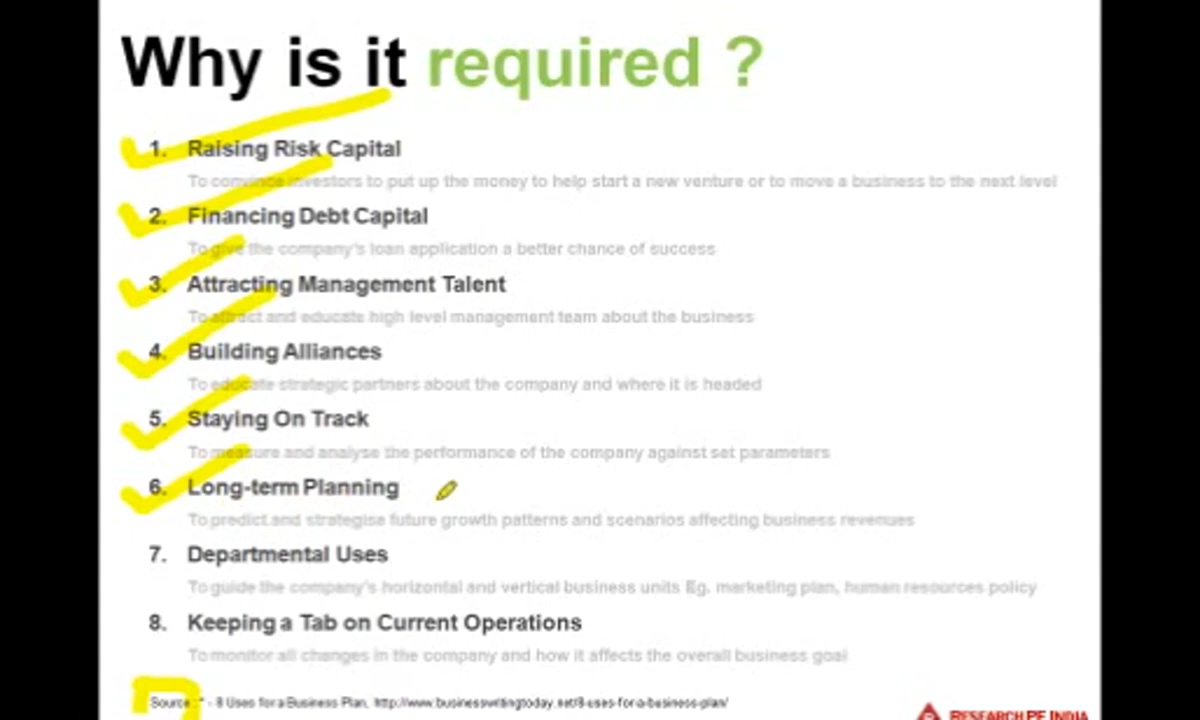 Why is it required ?
1. Raising Risk Capital
To convince investors to put up the money to help start a new venture or to move a business to the next level
2. Financing Debt Capital
To give the company's loan application a better chance of success
3. Attracting Management Talent
To attract and educate high level management team about the business
4. Building Alliances
To educate strategic partners about the company and where it is headed
5. Staying On Track
To measure and analyse the performance of the company against set parameters
6. Long-term Planning
To predict and strategise future growth patterns and scenarios affecting business revenues
7. Departmental Uses
To guide the company's horizontal and vertical business units Eg. marketing plan, human resources policy
8. Keeping a Tab on Current Operations
To monitor all changes in the company and how it affects the overall business goal
Source : * - 8 Uses for a Business Plan, http://www.businesswritingtoday.net/8-uses-for-a-business-plan/
RESEARCH PE INDIA